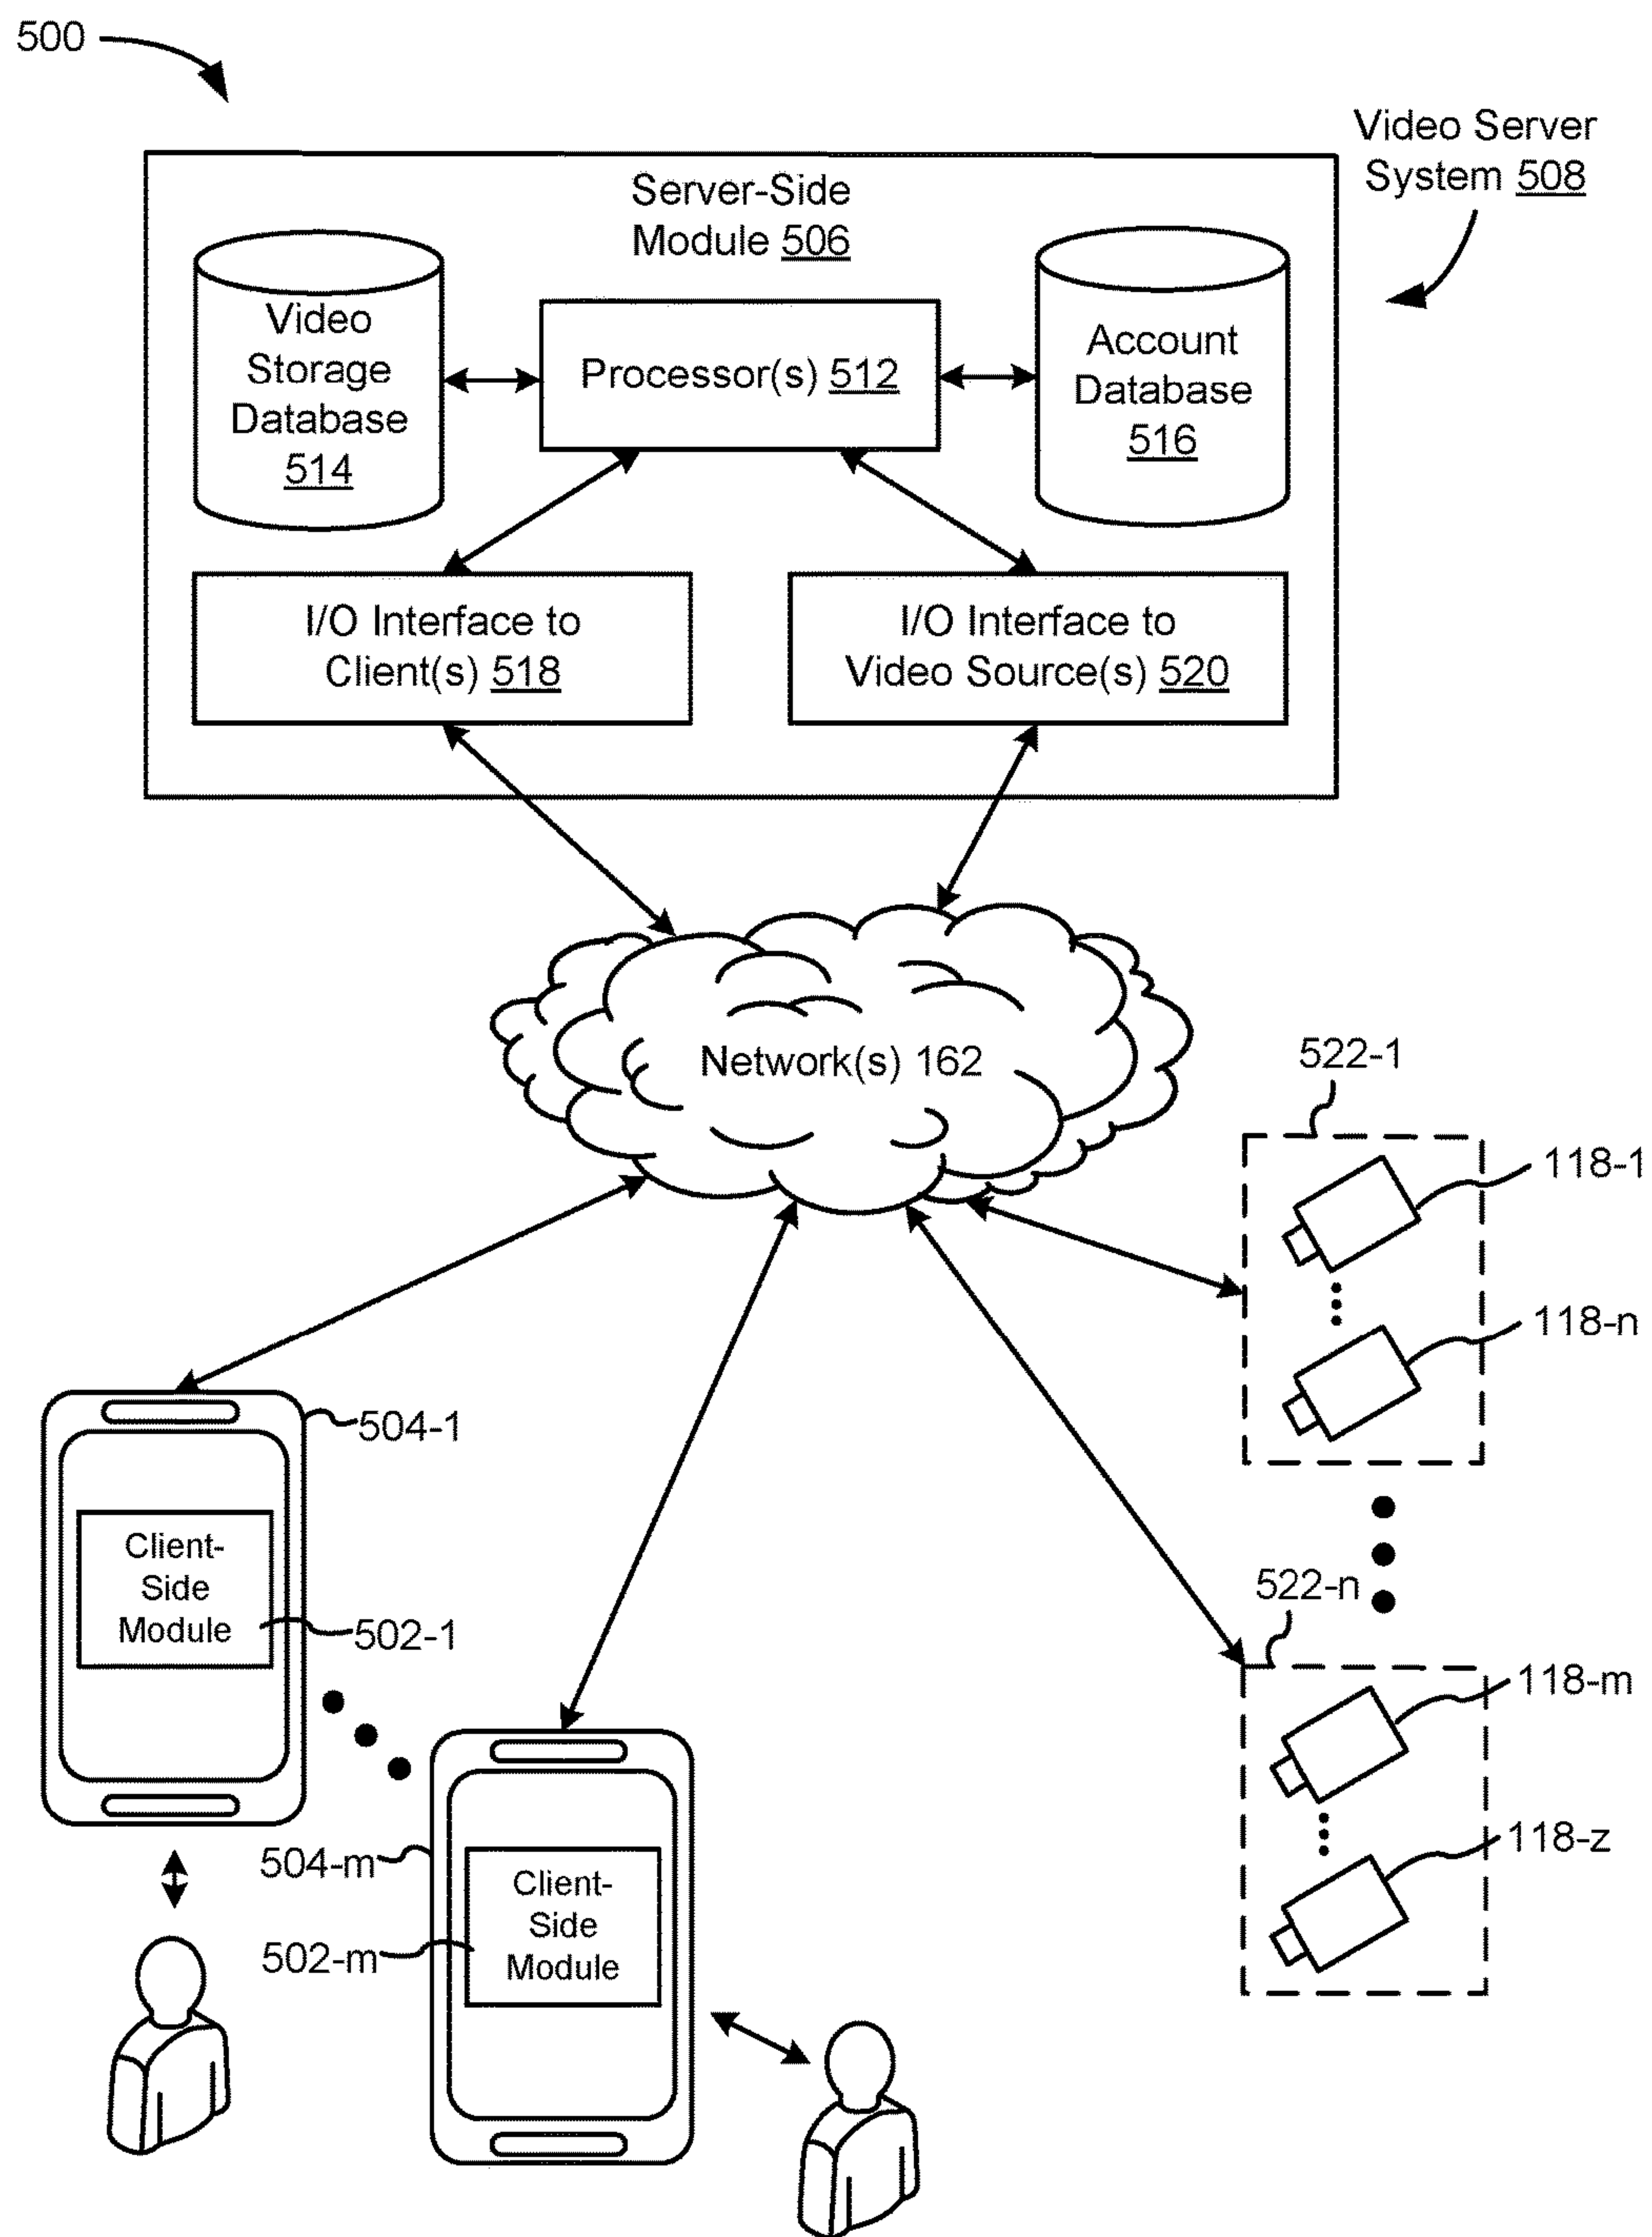 500
Video Server
System 508
Server-Side
Module 506
Video
Storage
Database
514
Processor(s) 512
Account
Database
516
I/O Interface to
Client(s) 518
I/O Interface to
Video Source(s) 520
Network(s) 162
522-1
118-1
118-n
504-1
Client-
Side
Module
502-1
522-n
118-m
118-z
504-m
Client-
Side
Module
502-m